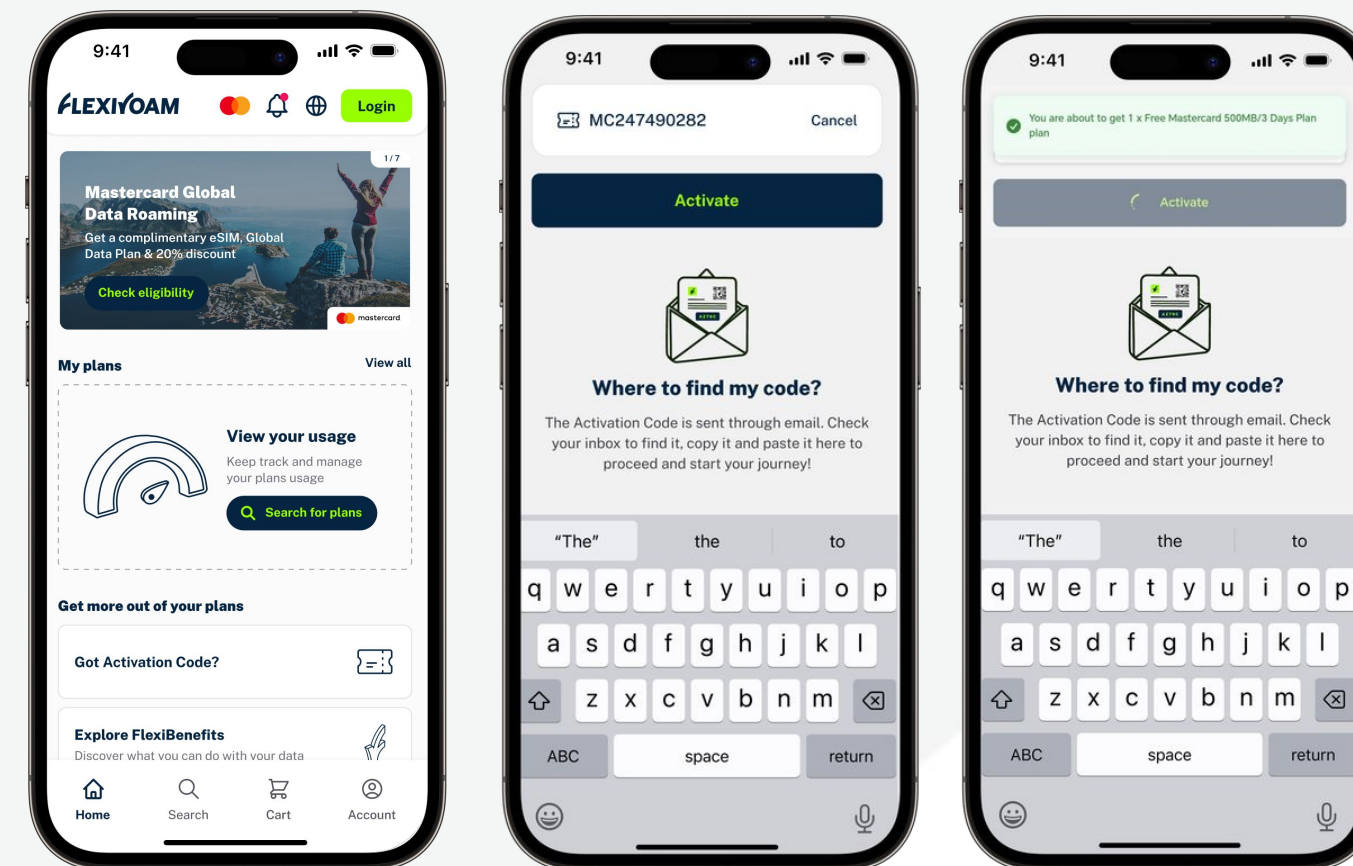 9:41
FLEXIROAM
Login
1/7
Mastercard Global
Data Roaming
Get a complimentary eSIM, Global
Data Plan & 20% discount
Check eligibility
mastercard
My plans
View all
View your usage
Keep track and manage
your plans usage
Search for plans
Get more out of your plans
Got Activation Code?
Explore FlexiBenefits
Discover what you can do with your data
Home
Search
Cart
Account
9:41
MC247490282
Cancel
Activate
Where to find my code?
The Activation Code is sent through email. Check
your inbox to find it, copy it and paste it here to
proceed and start your journey!
"The"
the
to
q w e r t y u i o p
a s d f g h j k l
z x c v b n m
ABC
space
return
9:41
You are about to get 1 x Free Mastercard 500MB/3 Days Plan
plan
Activate
Where to find my code?
The Activation Code is sent through email. Check
your inbox to find it, copy it and paste it here to
proceed and start your journey!
"The"
the
to
q w e r t y u i o p
a s d f g h j k l
z x c v b n m
ABC
space
return